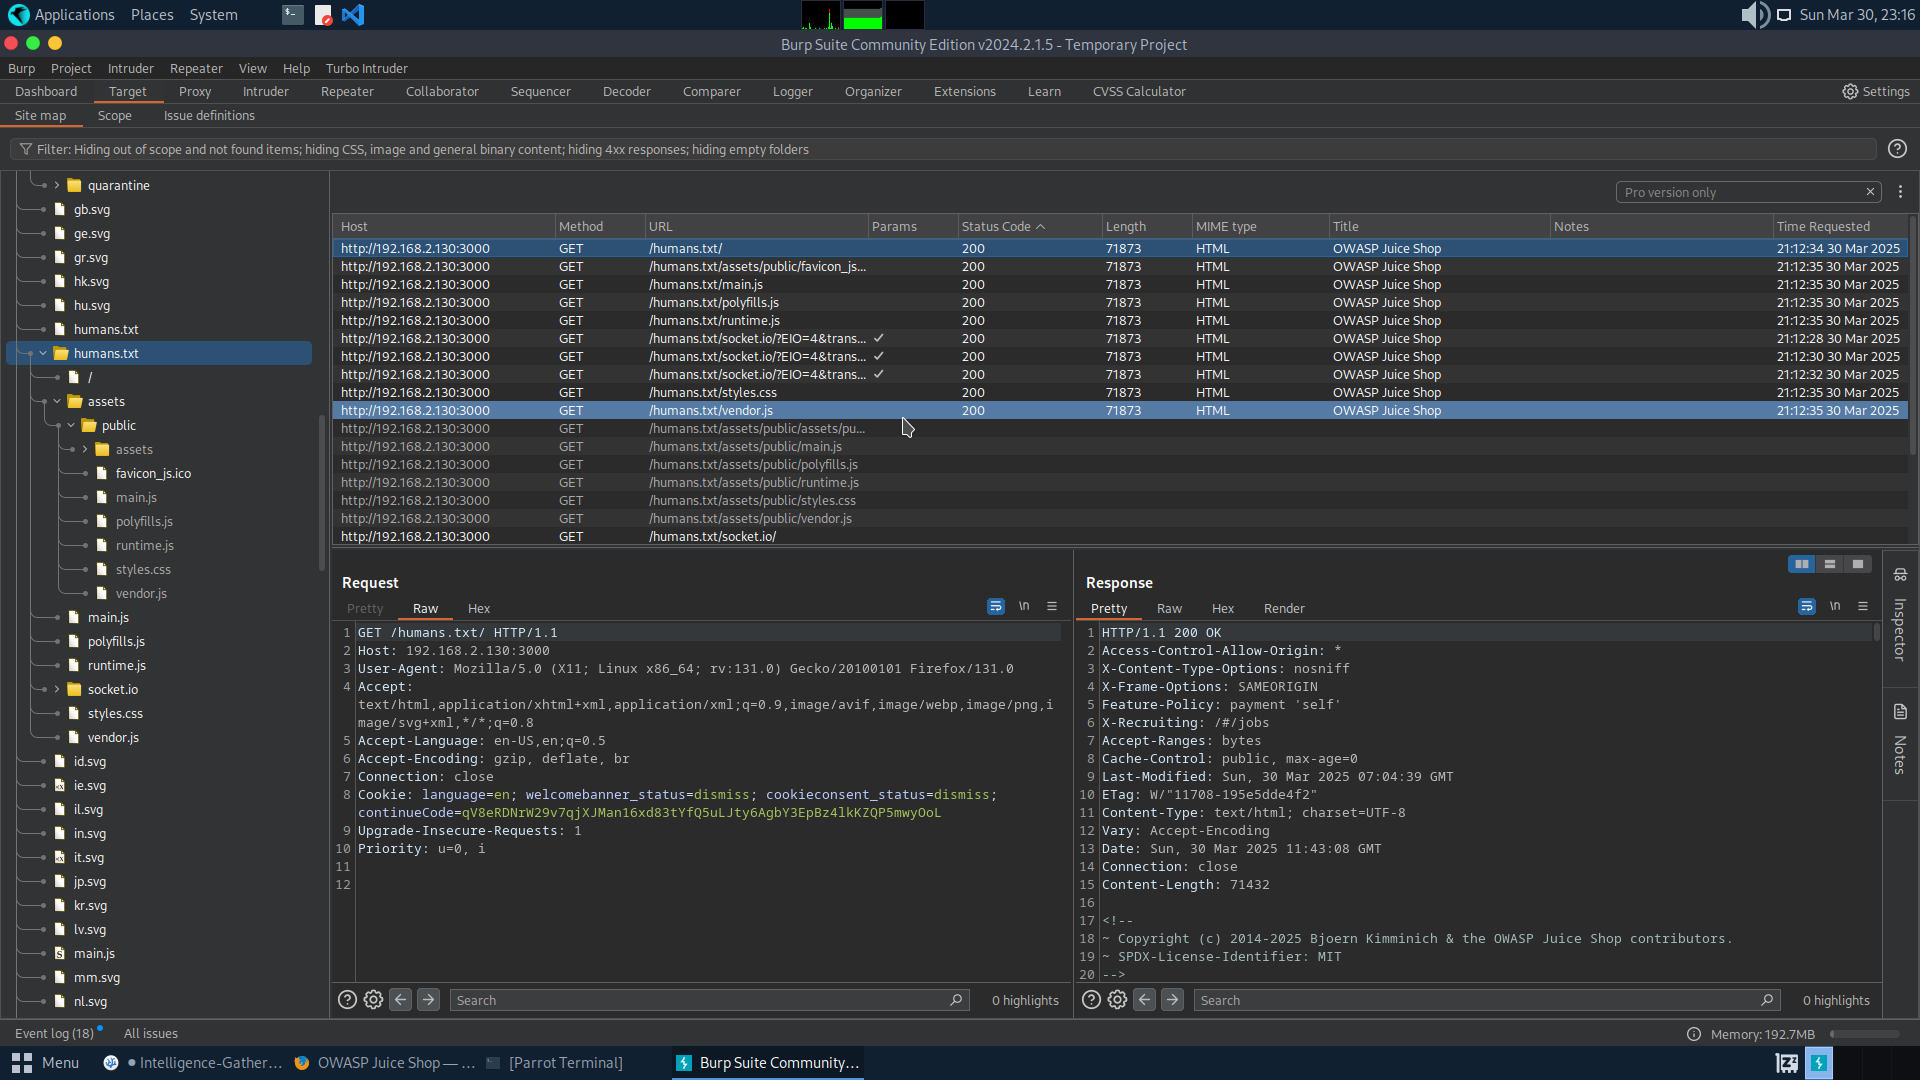 Applications Places System Sun Mar 30, 23:16
Burp Suite Community Edition v2024.2.1.5 - Temporary Project
Burp Project Intruder Repeater View Help Turbo Intruder
Dashboard Target Proxy Intruder Repeater Collaborator Sequencer Decoder Comparer Logger Organizer Extensions Learn CVSS Calculator Settings
Site map Scope Issue definitions
Filter: Hiding out of scope and not found items; hiding CSS, image and general binary content; hiding 4xx responses; hiding empty folders
quarantine
gb.svg
ge.svg
gr.svg
hk.svg
hu.svg
humans.txt
humans.txt
/
assets
public
assets
favicon_js.ico
main.js
polyfills.js
runtime.js
styles.css
vendor.js
main.js
polyfills.js
runtime.js
socket.io
styles.css
vendor.js
id.svg
ie.svg
il.svg
in.svg
it.svg
jp.svg
kr.svg
lv.svg
main.js
mm.svg
nl.svg
Pro version only
Host Method URL Params Status Code Length MIME type Title Notes Time Requested
http://192.168.2.130:3000 GET /humans.txt/ 200 71873 HTML OWASP Juice Shop 21:12:34 30 Mar 2025
http://192.168.2.130:3000 GET /humans.txt/assets/public/favicon_js... 200 71873 HTML OWASP Juice Shop 21:12:35 30 Mar 2025
http://192.168.2.130:3000 GET /humans.txt/main.js 200 71873 HTML OWASP Juice Shop 21:12:35 30 Mar 2025
http://192.168.2.130:3000 GET /humans.txt/polyfills.js 200 71873 HTML OWASP Juice Shop 21:12:35 30 Mar 2025
http://192.168.2.130:3000 GET /humans.txt/runtime.js 200 71873 HTML OWASP Juice Shop 21:12:35 30 Mar 2025
http://192.168.2.130:3000 GET /humans.txt/socket.io/?EIO=4&trans... ✓ 200 71873 HTML OWASP Juice Shop 21:12:28 30 Mar 2025
http://192.168.2.130:3000 GET /humans.txt/socket.io/?EIO=4&trans... ✓ 200 71873 HTML OWASP Juice Shop 21:12:30 30 Mar 2025
http://192.168.2.130:3000 GET /humans.txt/socket.io/?EIO=4&trans... ✓ 200 71873 HTML OWASP Juice Shop 21:12:32 30 Mar 2025
http://192.168.2.130:3000 GET /humans.txt/styles.css 200 71873 HTML OWASP Juice Shop 21:12:35 30 Mar 2025
http://192.168.2.130:3000 GET /humans.txt/vendor.js 200 71873 HTML OWASP Juice Shop 21:12:35 30 Mar 2025
http://192.168.2.130:3000 GET /humans.txt/assets/public/assets/pu...
http://192.168.2.130:3000 GET /humans.txt/assets/public/main.js
http://192.168.2.130:3000 GET /humans.txt/assets/public/polyfills.js
http://192.168.2.130:3000 GET /humans.txt/assets/public/runtime.js
http://192.168.2.130:3000 GET /humans.txt/assets/public/styles.css
http://192.168.2.130:3000 GET /humans.txt/assets/public/vendor.js
http://192.168.2.130:3000 GET /humans.txt/socket.io/
Request
Pretty Raw Hex \n
1 GET /humans.txt/ HTTP/1.1
2 Host: 192.168.2.130:3000
3 User-Agent: Mozilla/5.0 (X11; Linux x86_64; rv:131.0) Gecko/20100101 Firefox/131.0
4 Accept:
text/html,application/xhtml+xml,application/xml;q=0.9,image/avif,image/webp,image/png,i
mage/svg+xml,*/*;q=0.8
5 Accept-Language: en-US,en;q=0.5
6 Accept-Encoding: gzip, deflate, br
7 Connection: close
8 Cookie: language=en; welcomebanner_status=dismiss; cookieconsent_status=dismiss;
continueCode=qV8eRDNrW29v7qjXJMan16xd83tYfQ5uLJty6AgbY3EpBz4lkKZQP5mwyOoL
9 Upgrade-Insecure-Requests: 1
10 Priority: u=0, i
11
12
Search 0 highlights
Response
Pretty Raw Hex Render \n
1 HTTP/1.1 200 OK
2 Access-Control-Allow-Origin: *
3 X-Content-Type-Options: nosniff
4 X-Frame-Options: SAMEORIGIN
5 Feature-Policy: payment 'self'
6 X-Recruiting: /#/jobs
7 Accept-Ranges: bytes
8 Cache-Control: public, max-age=0
9 Last-Modified: Sun, 30 Mar 2025 07:04:39 GMT
10 ETag: W/"11708-195e5dde4f2"
11 Content-Type: text/html; charset=UTF-8
12 Vary: Accept-Encoding
13 Date: Sun, 30 Mar 2025 11:43:08 GMT
14 Connection: close
15 Content-Length: 71432
16
17 <!--
18 ~ Copyright (c) 2014-2025 Bjoern Kimminich & the OWASP Juice Shop contributors.
19 ~ SPDX-License-Identifier: MIT
20 -->
Search 0 highlights
Inspector
Notes
Event log (18) All issues Memory: 192.7MB
Menu Intelligence-Gather... OWASP Juice Shop — ... [Parrot Terminal] Burp Suite Community...